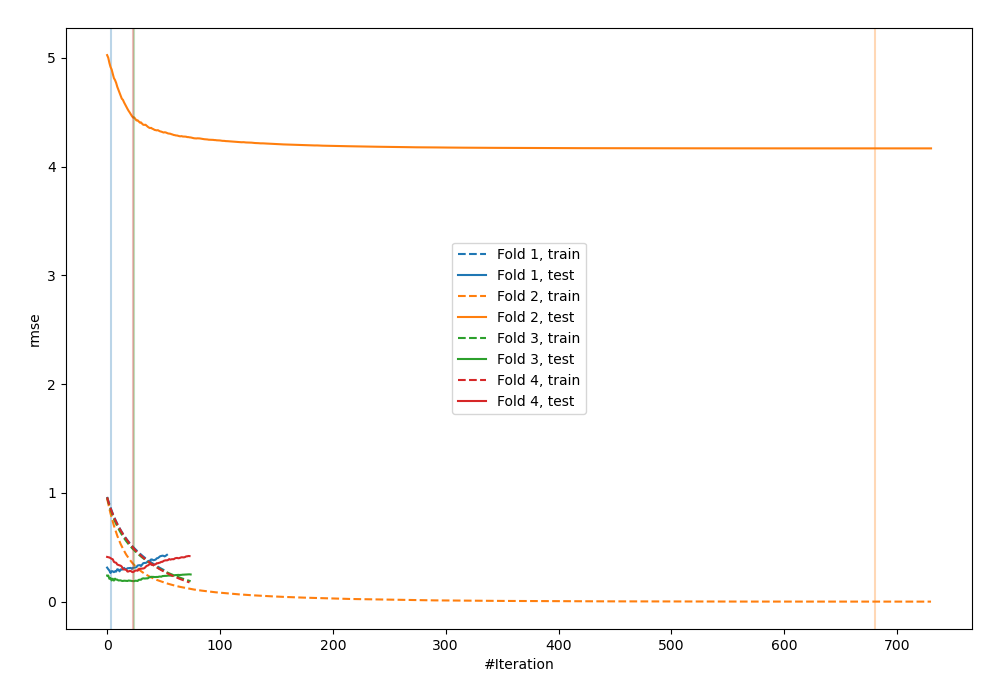 5
4
3
2
1
0
rmse
Fold 1, train
Fold 1, test
Fold 2, train
Fold 2, test
Fold 3, train
Fold 3, test
Fold 4, train
Fold 4, test
0 100 200 300 400 500 600 700
#Iteration